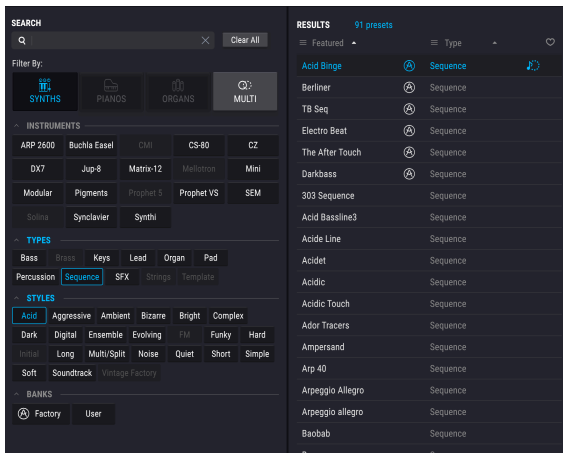 SEARCH
Clear All
Filter By:
SYNTHS PIANOS ORGANS MULTI
INSTRUMENTS
ARP 2600 Buchla Easel CMI CS-80 CZ
DX7 Jup-8 Matrix-12 Mellotron Mini
Modular Pigments Prophet 5 Prophet VS SEM
Solina Synclavier Synthi
TYPES
Bass Brass Keys Lead Organ Pad
Percussion Sequence SFX Strings Template
STYLES
Acid Aggressive Ambient Bizarre Bright Complex
Dark Digital Ensemble Evolving FM Funky Hard
Initial Long Multi/Split Noise Quiet Short Simple
Soft Soundtrack Vintage Factory
BANKS
Factory User
RESULTS 91 presets
Featured Type
Acid Binge Sequence
Berliner Sequence
TB Seq Sequence
Electro Beat Sequence
The After Touch Sequence
Darkbass Sequence
303 Sequence Sequence
Acid Bassline3 Sequence
Acide Line Sequence
Acidet Sequence
Acidic Sequence
Acidic Touch Sequence
Ador Tracers Sequence
Ampersand Sequence
Arp 40 Sequence
Arpeggio Allegro Sequence
Arpeggio allegro Sequence
Baobab Sequence